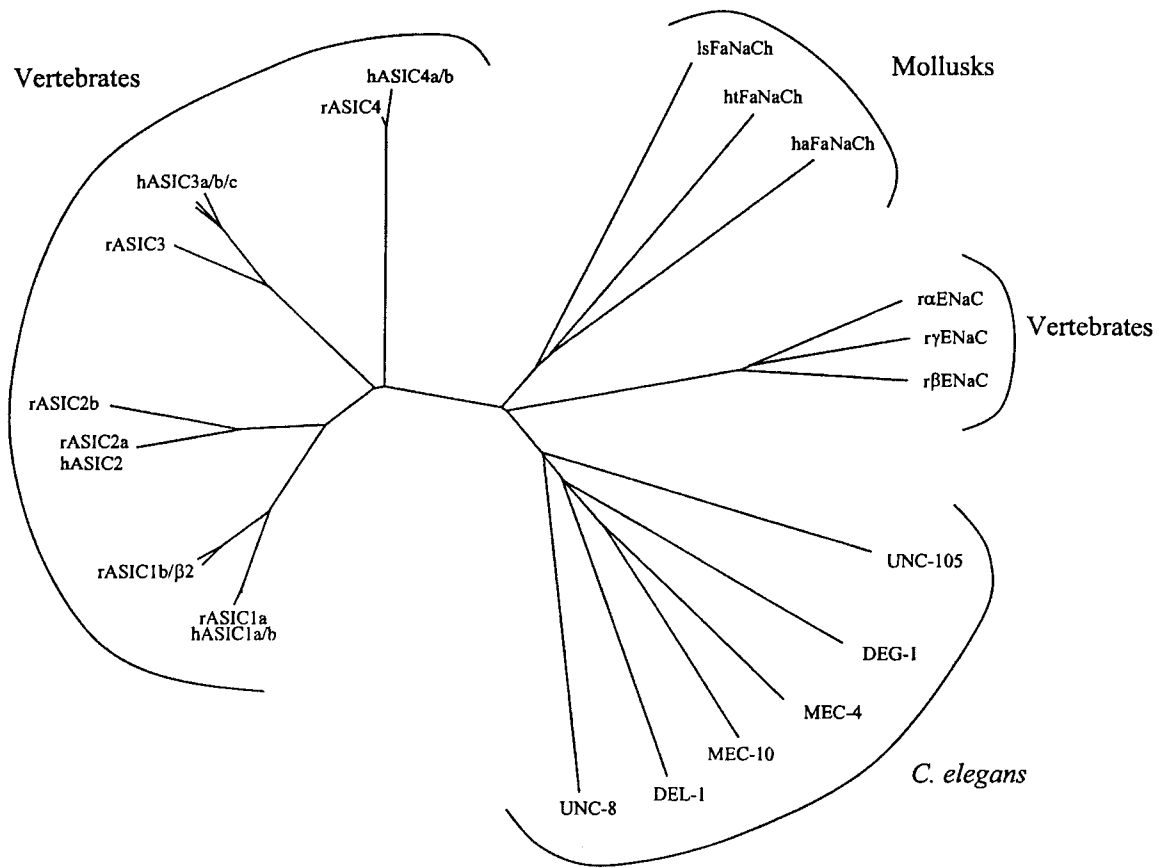 Vertebrates
hASIC4a/b
rASIC4
hASIC3a/b/c
rASIC3
rASIC2b
rASIC2a
hASIC2
rASIC1b/β2
rASIC1a
hASIC1a/b
lsFaNaCh
htFaNaCh
haFaNaCh
Mollusks
rαENaC
rγENaC
rβENaC
Vertebrates
UNC-105
DEG-1
MEC-4
MEC-10
DEL-1
UNC-8
C. elegans